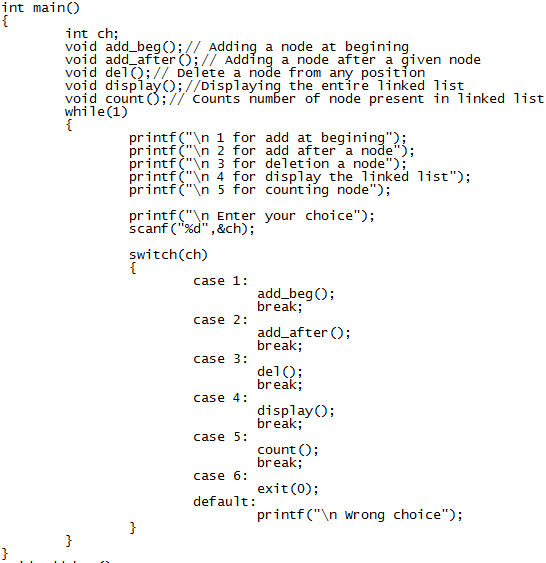 int main()
{
int ch;
void add_beg();// Adding a node at begining
void add_after();// Adding a node after a given node
void del();// Delete a node from any position
void display();//Displaying the entire linked list
void count();// Counts number of node present in linked list
while(1)
{
printf("\n 1 for add at begining");
printf("\n 2 for add after a node");
printf("\n 3 for deletion a node");
printf("\n 4 for display the linked list");
printf("\n 5 for counting node");
printf("\n Enter your choice");
scanf("%d",&ch);
switch(ch)
{
case 1:
add_beg();
break;
case 2:
add_after();
break;
case 3:
del();
break;
case 4:
display();
break;
case 5:
count();
break;
case 6:
exit(0);
default:
printf("\n Wrong choice");
}
}
}